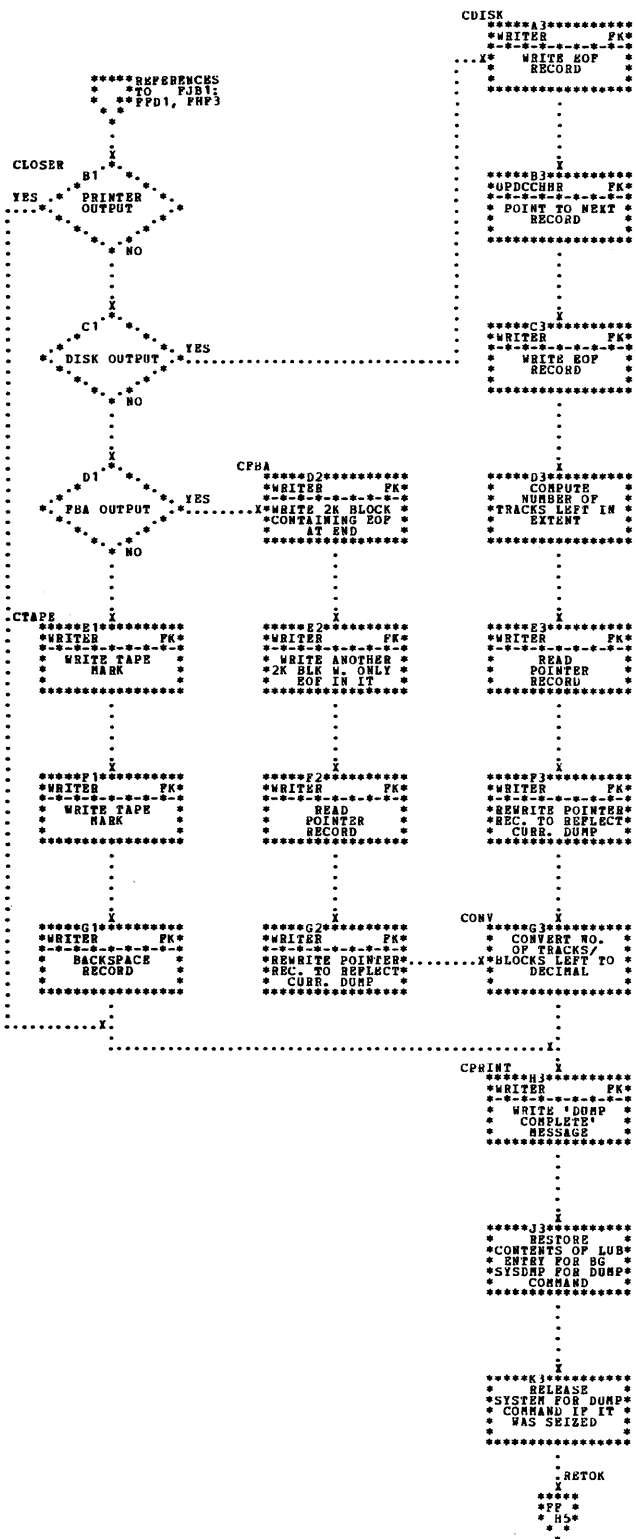 CDISK
*****A3**********
*WRITER FK*
*-*-*-*-*-*-*-*-*
WRITE EOF
RECORD
*****REFERENCES
TO FJB1:
FPD1, FHP3
CLOSER
B1
YES
PRINTER
OUTPUT
NO
*****B3**********
*UPDCCHHR FK*
*-*-*-*-*-*-*-*-*
POINT TO NEXT
RECORD
C1
DISK OUTPUT
YES
NO
*****C3**********
*WRITER FK*
*-*-*-*-*-*-*-*-*
WRITE EOF
RECORD
D1
FBA OUTPUT
YES
NO
CFBA
*****D2**********
*WRITER FK*
*-*-*-*-*-*-*-*-*
*WRITE 2K BLOCK *
*CONTAINING EOF *
AT END
*****D3**********
COMPUTE
NUMBER OF
*TRACKS LEFT IN *
EXTENT
CTAPE
*****E1**********
*WRITER FK*
*-*-*-*-*-*-*-*-*
WRITE TAPE
MARK
*****E2**********
*WRITER FK*
*-*-*-*-*-*-*-*-*
* WRITE ANOTHER *
*2K BLK W. ONLY *
EOF IN IT
*****E3**********
*WRITER FK*
*-*-*-*-*-*-*-*-*
READ
POINTER
RECORD
*****F1**********
*WRITER FK*
*-*-*-*-*-*-*-*-*
WRITE TAPE
MARK
*****F2**********
*WRITER FK*
*-*-*-*-*-*-*-*-*
READ
POINTER
RECORD
*****F3**********
*WRITER FK*
*-*-*-*-*-*-*-*-*
*REWRITE POINTER*
*REC. TO REFLECT*
CURR. DUMP
*****G1**********
*WRITER FK*
*-*-*-*-*-*-*-*-*
BACKSPACE
RECORD
*****G2**********
*WRITER FK*
*-*-*-*-*-*-*-*-*
*REWRITE POINTER*
*REC. TO REFLECT*
CURR. DUMP
CONV
*****G3**********
CONVERT NO.
OF TRACKS/
*BLOCKS LEFT TO *
DECIMAL
CPRINT
*****H3**********
*WRITER FK*
*-*-*-*-*-*-*-*-*
WRITE 'DUMP
COMPLETE'
MESSAGE
*****J3**********
RESTORE
*CONTENTS OF LUB*
ENTRY FOR BG
*SYSDMP FOR DUMP*
COMMAND
*****K3**********
RELEASE
*SYSTEM FOR DUMP*
COMMAND IF IT
WAS SEIZED
RETOK
*FF *
* H5*